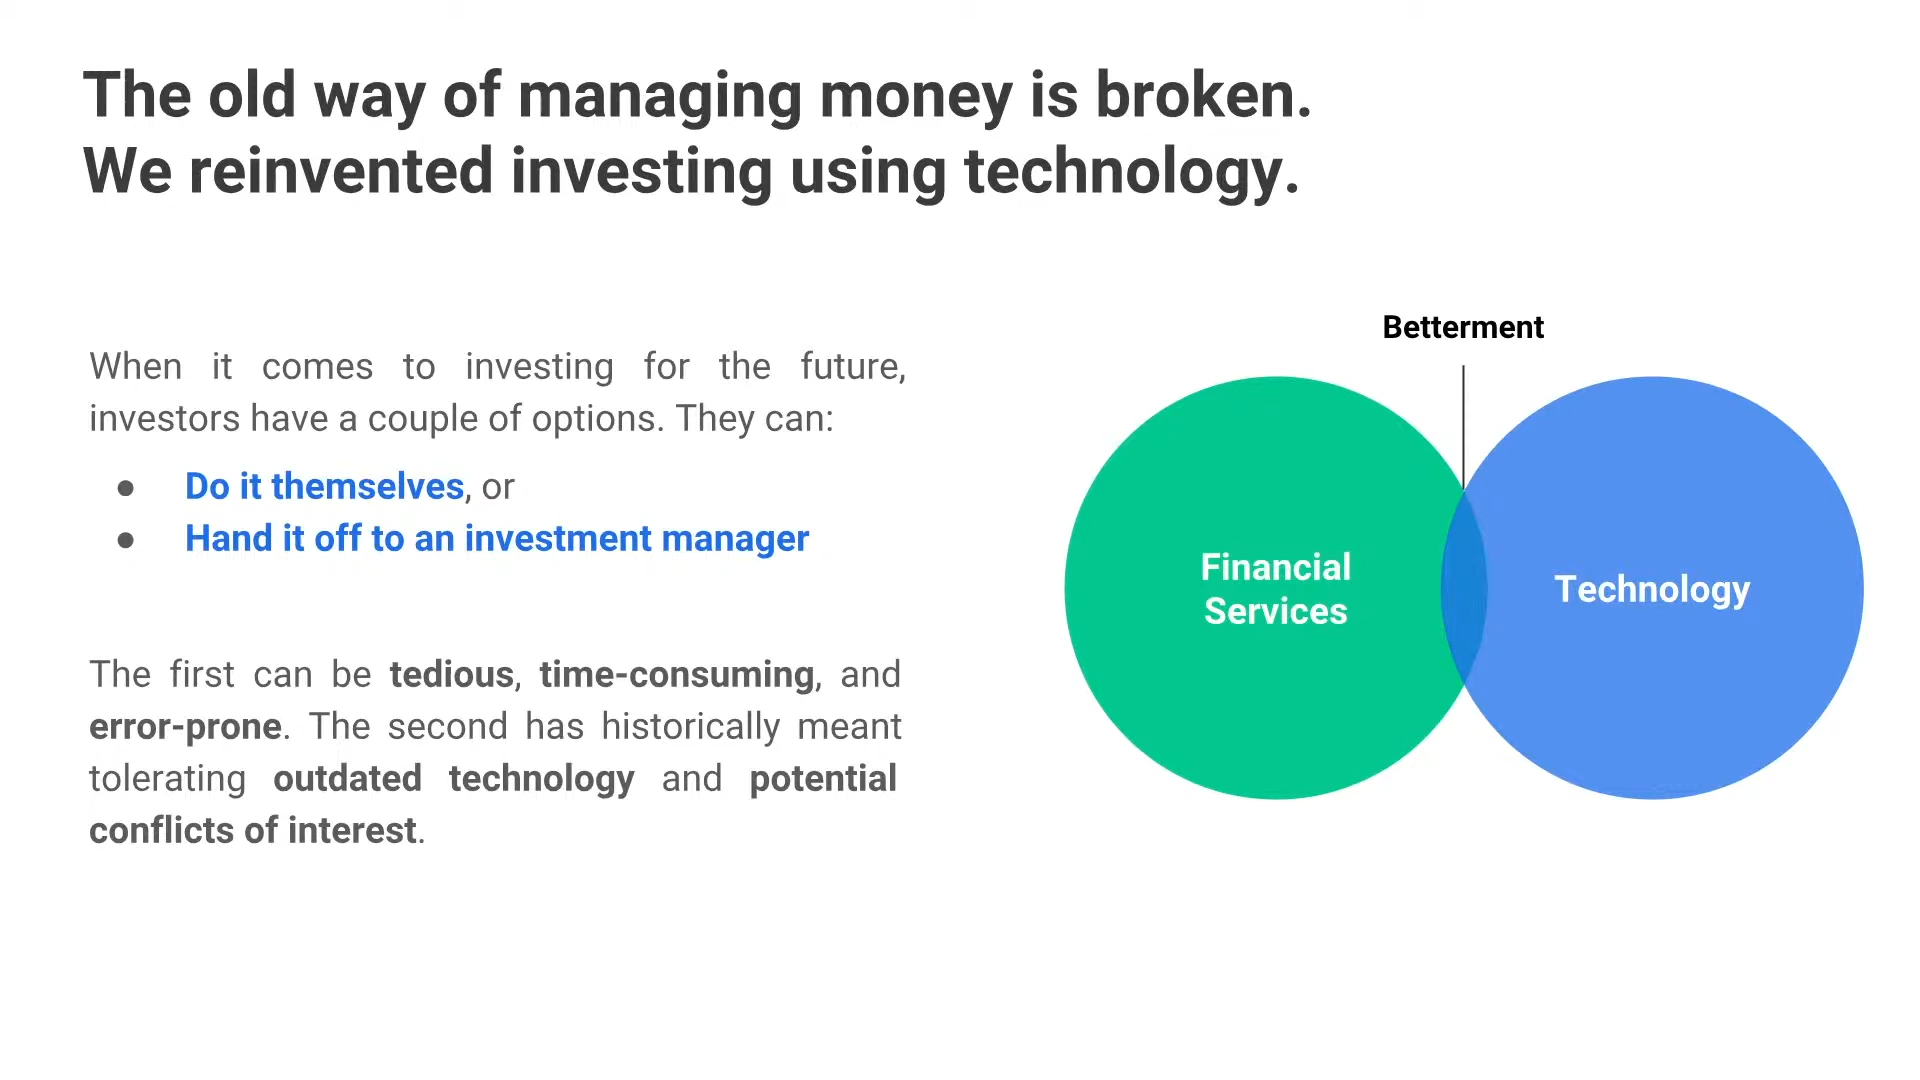 The old way of managing money is broken.
We reinvented investing using technology.
When it comes to investing for the future,
investors have a couple of options. They can:
● Do it themselves, or
● Hand it off to an investment manager
The first can be tedious, time-consuming, and
error-prone. The second has historically meant
tolerating outdated technology and potential
conflicts of interest.
Betterment
Financial
Services
Technology